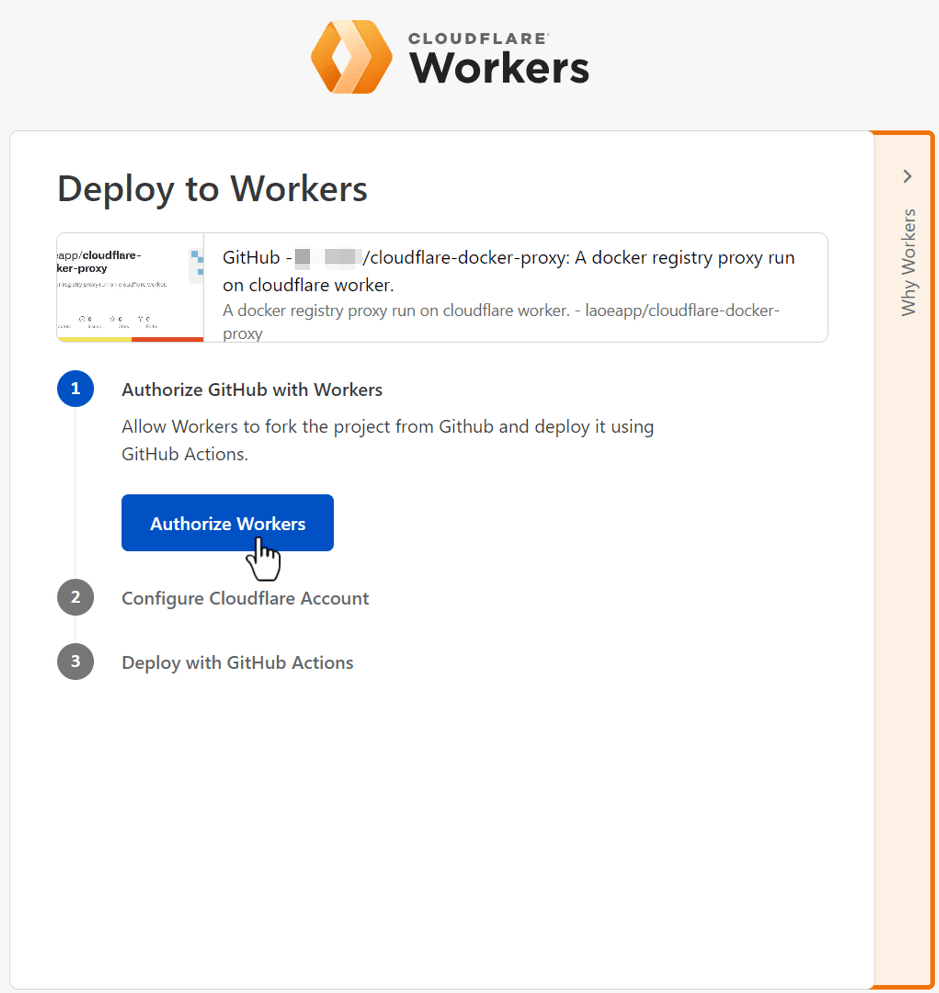 CLOUDFLARE
Workers
Deploy to Workers
eapp/cloudflare-
ker-proxy
GitHub - /cloudflare-docker-proxy: A docker registry proxy run
on cloudflare worker.
A docker registry proxy run on cloudflare worker. - laoeapp/cloudflare-docker-
proxy
1
Authorize GitHub with Workers
Allow Workers to fork the project from Github and deploy it using
GitHub Actions.
Authorize Workers
2
Configure Cloudflare Account
3
Deploy with GitHub Actions
Why Workers